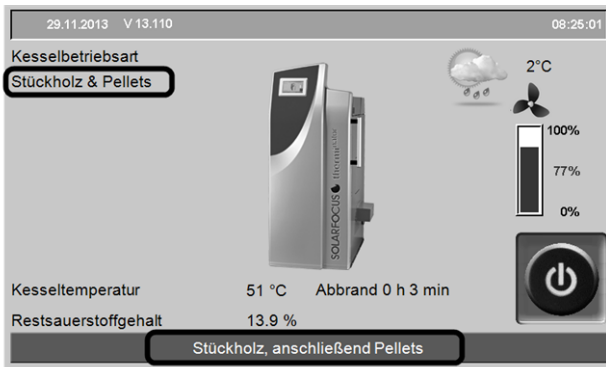 29.11.2013 V 13.110 08:25:01
Kesselbetriebsart
Stückholz & Pellets
2°C
100%
77%
0%
SOLARFOCUS
Kesseltemperatur 51 °C Abbrand 0 h 3 min
Restsauerstoffgehalt 13.9 %
Stückholz, anschließend Pellets